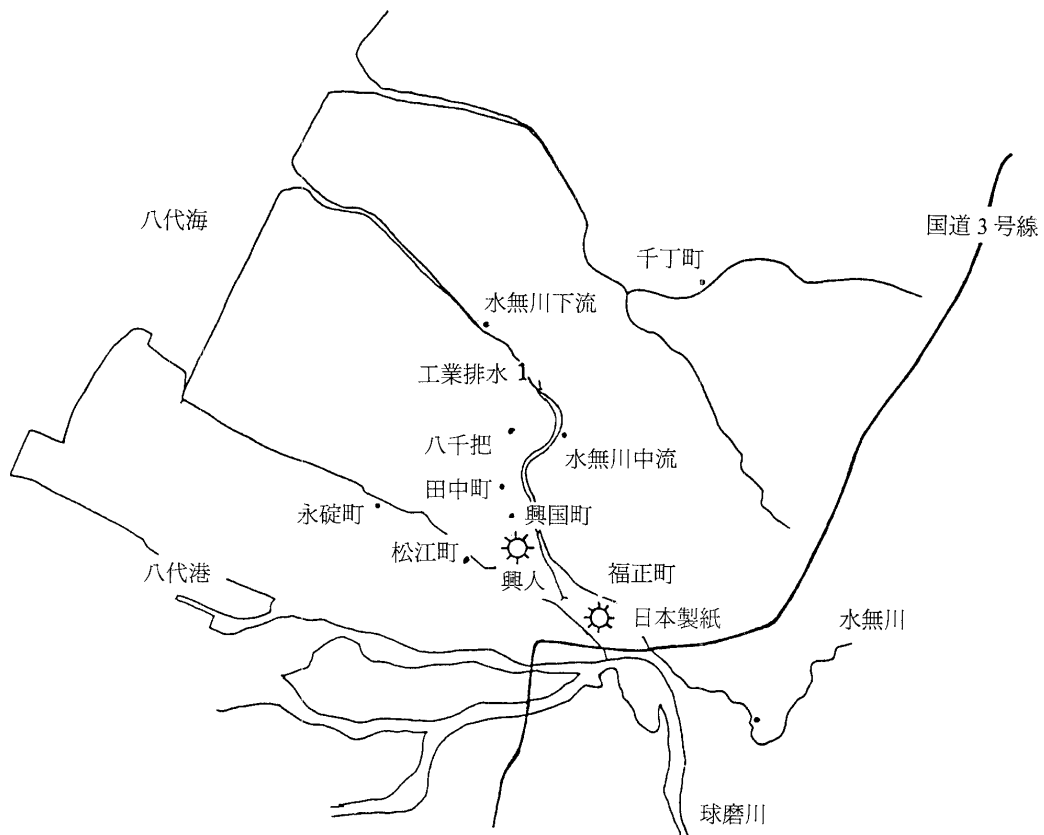 八代海
国道3号線
千丁町
水無川下流
工業排水 1
八千把
水無川中流
田中町
永碇町
興国町
松江町
八代港
興人
福正町
日本製紙
水無川
球磨川